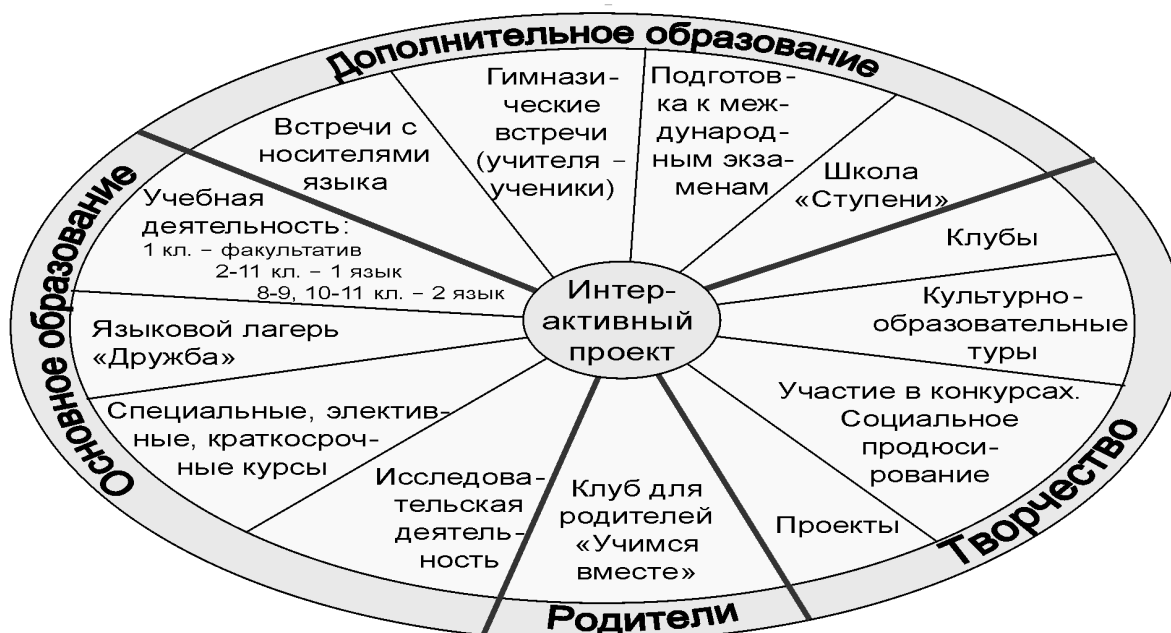 Дополнительное образование
Встречи с
носителями
языка
Гимнази-
ческие
встречи
(учителя –
ученики)
Подготов-
ка к меж-
дународ-
ным экза-
менам
Школа
«Ступени»
Основное образование
Учебная
деятельность:
1 кл. – факультатив
2-11 кл. – 1 язык
8-9, 10-11 кл. – 2 язык
Языковой лагерь
«Дружба»
Специальные, электив-
ные, краткосроч-
ные курсы
Исследова-
тельская
деятель-
ность
Интер-
активный
проект
Клубы
Культурно-
образовательные
туры
Участие в конкурсах.
Социальное
продюси-
рование
Проекты
Творчество
Клуб для
родителей
«Учимся
вместе»
Родители